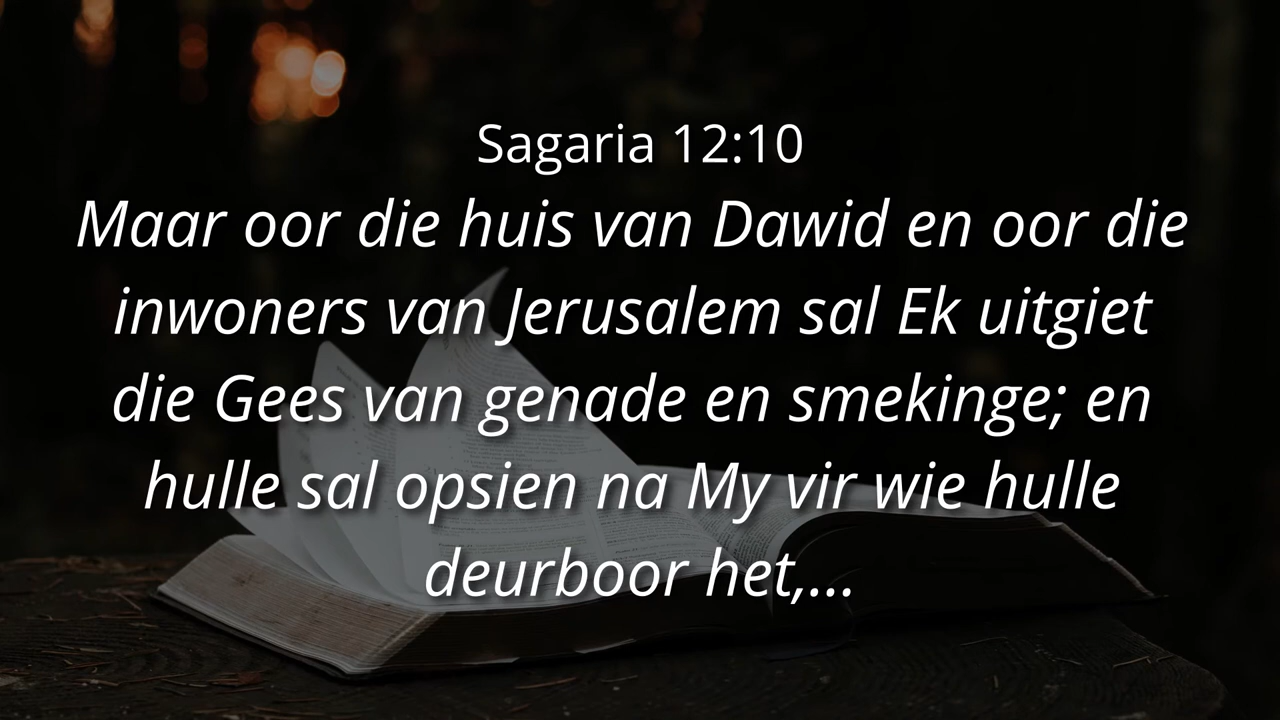 Sagaria 12:10
Maar oor die huis van Dawid en oor die
inwoners van Jerusalem sal Ek uitgiet
die Gees van genade en smekinge; en
hulle sal opsien na My vir wie hulle
deurboor het,...